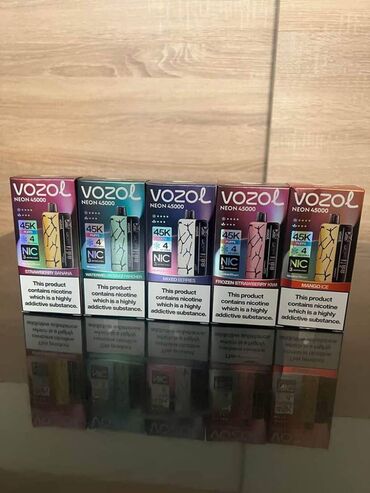 VOZOL
NEON 45000
45K
PUFFS
4
NIC
STRAWBERRY BANANA
This product
contains nicotine
which is a highly
addictive substance.
VOZOL
NEON 45000
45K
4
NIC
This product
contains nicotine
which is a highly
addictive substance.
VOZOL
NEON 45000
45K
4
NIC
MIXED BERRIES
This product
contains nicotine
which is a highly
addictive substance.
VOZOL
NEON 45000
45K
4
NIC
FROZEN STRAWBERRY KIWI
This product
contains nicotine
which is a highly
addictive substance.
VOZOL
NEON 45000
45K
4
NIC
MANGO ICE
This product
contains nicotine
which is a highly
addictive substance.